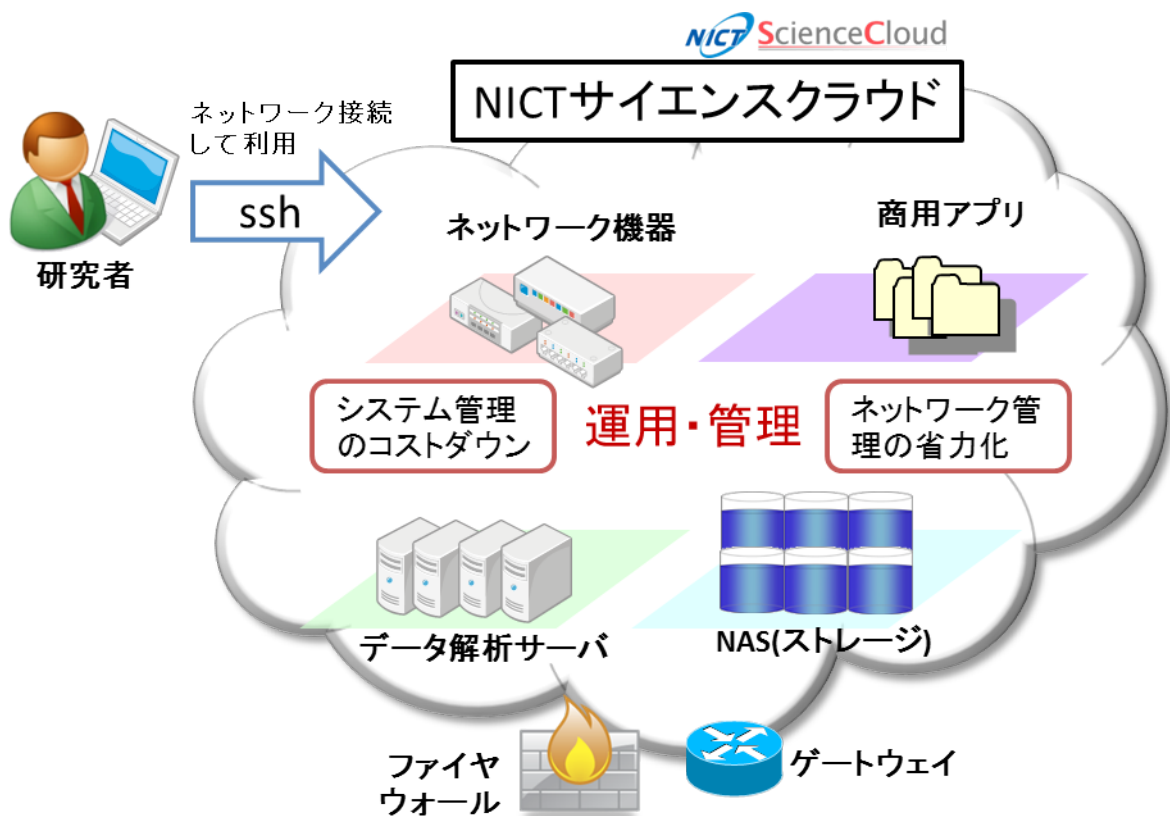 NICT ScienceCloud
NICTサイエンスクラウド
ネットワーク接続
して利用
ssh
研究者
ネットワーク機器
商用アプリ
システム管理
のコストダウン
運用・管理
ネットワーク管
理の省力化
データ解析サーバ
NAS(ストレージ)
ファイヤ
ウォール
ゲートウェイ